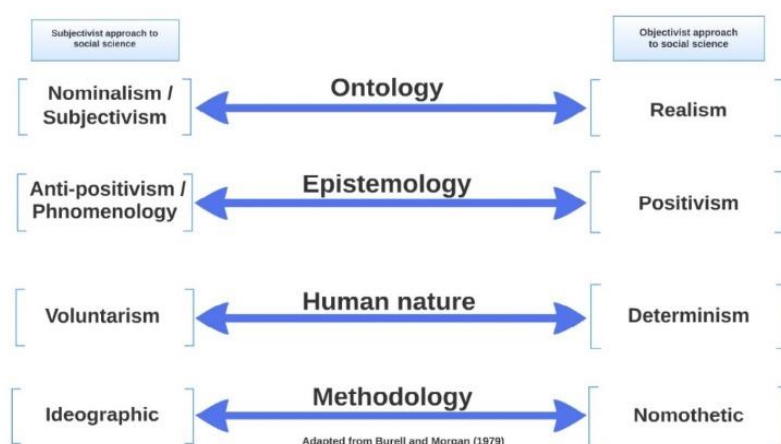 Subjectivist approach to
social science
Objectivist approach
to social science
Nominalism /
Subjectivism
Ontology
Realism
Anti-positivism /
Phnomenology
Epistemology
Positivism
Voluntarism
Human nature
Determinism
Ideographic
Methodology
Nomothetic
Adapted from Burell and Morgan (1979)